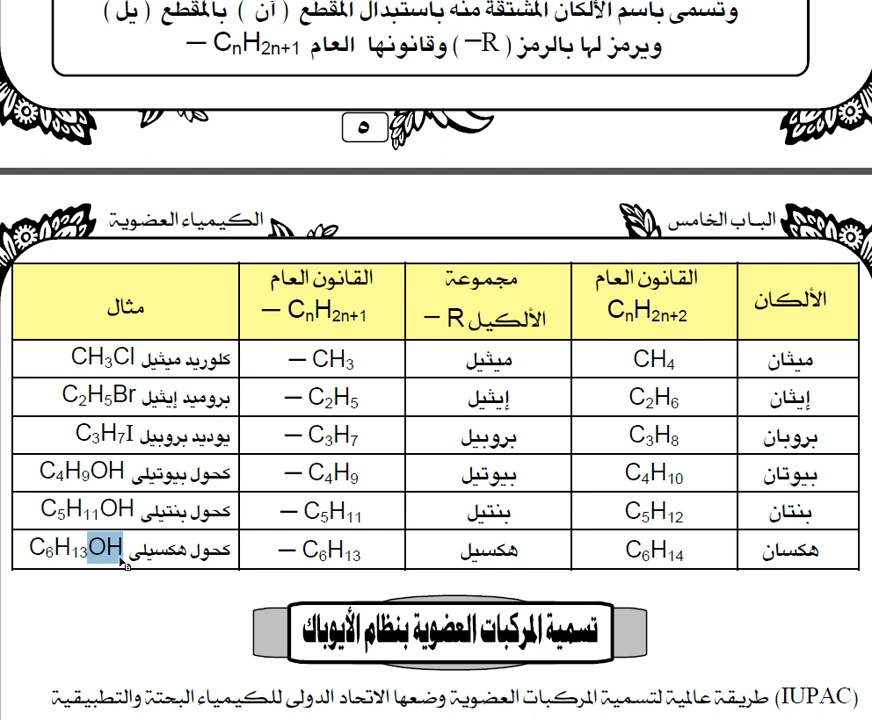 وتسمى باسم الألكان المشتقة منه باستبدال المقطع ( آن ) بالمقطع ( يل )
ويرمز لها بالرمز ( R– ) وقانونها العام CnH2n+1 –
٥
الباب الخامس
الكيمياء العضوية
الألكان
القانون العام CnH2n+2
مجموعة الألكيل R –
القانون العام – CnH2n+1
مثال
ميثان CH4 ميثيل – CH3 كلوريد ميثيل CH3Cl
إيثان C2H6 إيثيل – C2H5 بروميد إيثيل C2H5Br
بروبان C3H8 بروبيل – C3H7 يوديد بروبيل C3H7I
بيوتان C4H10 بيوتيل – C4H9 كحول بيوتيلى C4H9OH
بنتان C5H12 بنتيل – C5H11 كحول بنتيلى C5H11OH
هكسان C6H14 هكسيل – C6H13 كحول هكسيلى C6H13OH
تسمية المركبات العضوية بنظام الأيوباك
(IUPAC) طريقة عالمية لتسمية المركبات العضوية وضعها الاتحاد الدولى للكيمياء البحتة والتطبيقية